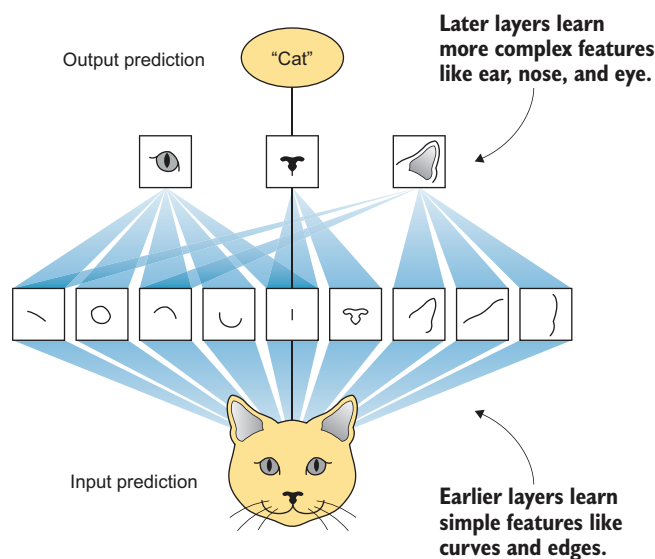 Later layers learn
more complex features
like ear, nose, and eye.
Output prediction
“Cat”
Input prediction
Earlier layers learn
simple features like
curves and edges.